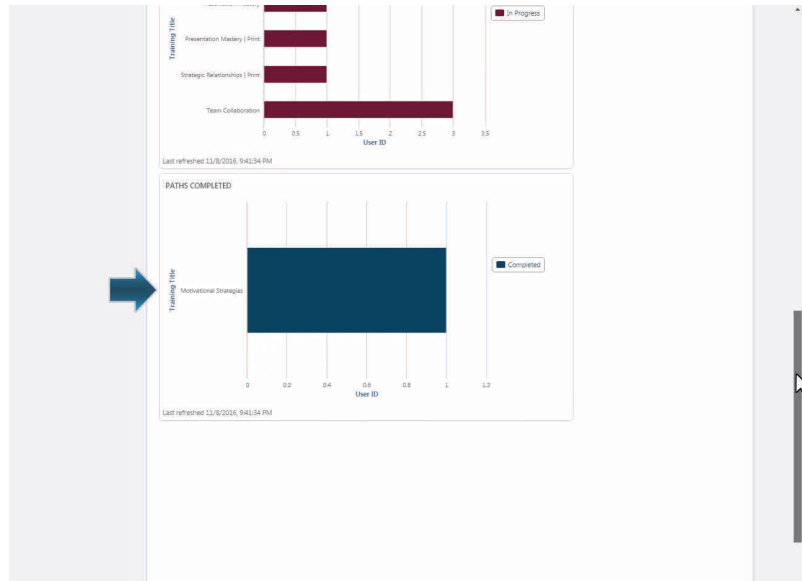 In Progress
Training Title
Presentation Mastery | Print
Strategic Relationships | Print
Team Collaboration
0 0.5 1 1.5 2 2.5 3 3.5
User ID
Last refreshed 11/8/2016, 9:41:34 PM
PATHS COMPLETED
Completed
Training Title
Motivational Strategies
0 0.2 0.4 0.6 0.8 1 1.2
User ID
Last refreshed 11/8/2016, 9:41:34 PM